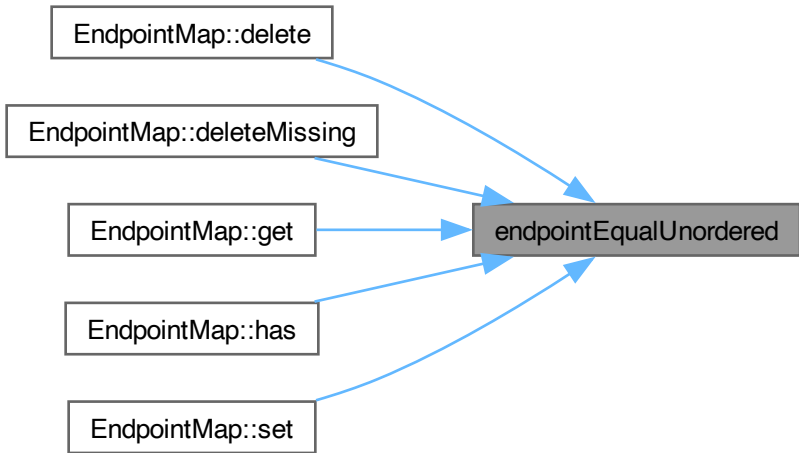 EndpointMap::delete
EndpointMap::deleteMissing
EndpointMap::get
endpointEqualUnordered
EndpointMap::has
EndpointMap::set